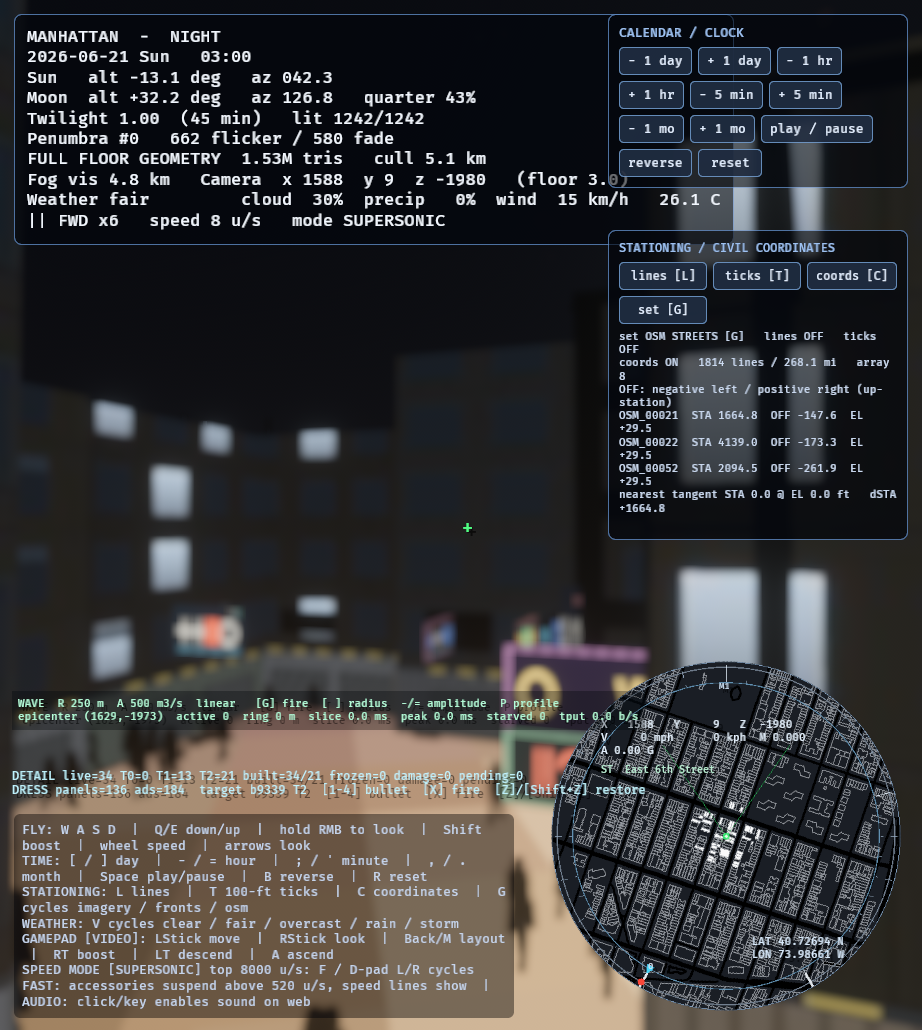 MANHATTAN - NIGHT
2026-06-21 Sun 03:00
Sun alt -13.1 deg az 042.3
Moon alt +32.2 deg az 126.8 quarter 43%
Twilight 1.00 (45 min) lit 1242/1242
Penumbra #0 662 flicker / 580 fade
FULL FLOOR GEOMETRY 1.53M tris cull 5.1 km
Fog vis 4.8 km Camera x 1588 y 9 z -1980 (floor 3.0)
Weather fair cloud 30% precip 0% wind 15 km/h 26.1 C
|| FWD x6 speed 8 u/s mode SUPERSONIC
CALENDAR / CLOCK
- 1 day + 1 day - 1 hr
+ 1 hr - 5 min + 5 min
- 1 mo + 1 mo play / pause
reverse reset
STATIONING / CIVIL COORDINATES
lines [L] ticks [T] coords [C]
set [G]
set OSM STREETS [G] lines OFF ticks
OFF
coords ON 1814 lines / 268.1 mi array
8
OFF: negative left / positive right (up-
station)
OSM_00021 STA 1664.8 OFF -147.6 EL
+29.5
OSM_00022 STA 4139.0 OFF -173.3 EL
+29.5
OSM_00052 STA 2094.5 OFF -261.9 EL
+29.5
nearest tangent STA 0.0 @ EL 0.0 ft dSTA
+1664.8
WAVE R 250 m A 500 m3/s linear [G] fire [ ] radius -/= amplitude P profile
epicenter (1629,-1973) active 0 ring 0 m slice 0.0 ms peak 0.0 ms starved 0 tput 0.0 b/s
DETAIL live=34 T0=0 T1=13 T2=21 built=34/21 frozen=0 damage=0 pending=0
DRESS panels=136 ads=184 target b9339 T2 [1-4] bullet [X] fire [Z]/[Shift+Z] restore
FLY: W A S D | Q/E down/up | hold RMB to look | Shift
boost | wheel speed | arrows look
TIME: [ / ] day | - / = hour | ; / ' minute | , / .
month | Space play/pause | B reverse | R reset
STATIONING: L lines | T 100-ft ticks | C coordinates | G
cycles imagery / fronts / osm
WEATHER: V cycles clear / fair / overcast / rain / storm
GAMEPAD [VIDEO]: LStick move | RStick look | Back/M layout
| RT boost | LT descend | A ascend
SPEED MODE [SUPERSONIC] top 8000 u/s: F / D-pad L/R cycles
FAST: accessories suspend above 520 u/s, speed lines show |
AUDIO: click/key enables sound on web
X 1588 Y 9 Z -1980
V 0 mph 0 kph M 0.000
A 0.00 G
ST East 6th Street
LAT 40.72694 N
LON 73.98661 W